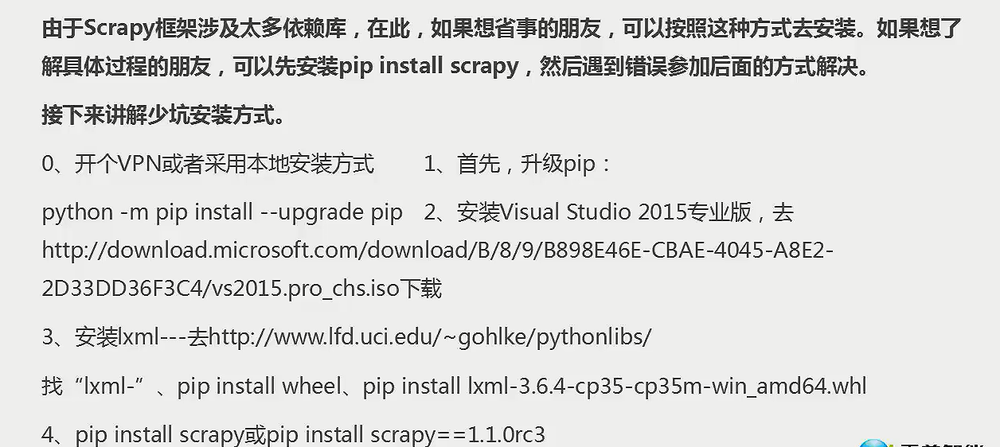 由于Scrapy框架涉及太多依赖库，在此，如果想省事的朋友，可以按照这种方式去安装。如果想了
解具体过程的朋友，可以先安装pip install scrapy，然后遇到错误参加后面的方式解决。
接下来讲解少坑安装方式。
0、开个VPN或者采用本地安装方式 1、首先，升级pip：
python -m pip install --upgrade pip 2、安装Visual Studio 2015专业版，去
http://download.microsoft.com/download/B/8/9/B898E46E-CBAE-4045-A8E2-
2D33DD36F3C4/vs2015.pro_chs.iso下载
3、安装lxml---去http://www.lfd.uci.edu/~gohlke/pythonlibs/
找“lxml-”、pip install wheel、pip install lxml-3.6.4-cp35-cp35m-win_amd64.whl
4、pip install scrapy或pip install scrapy==1.1.0rc3